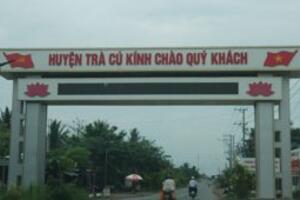 HUYỆN TRÀ CÚ KÍNH CHÀO QUÝ KHÁCH